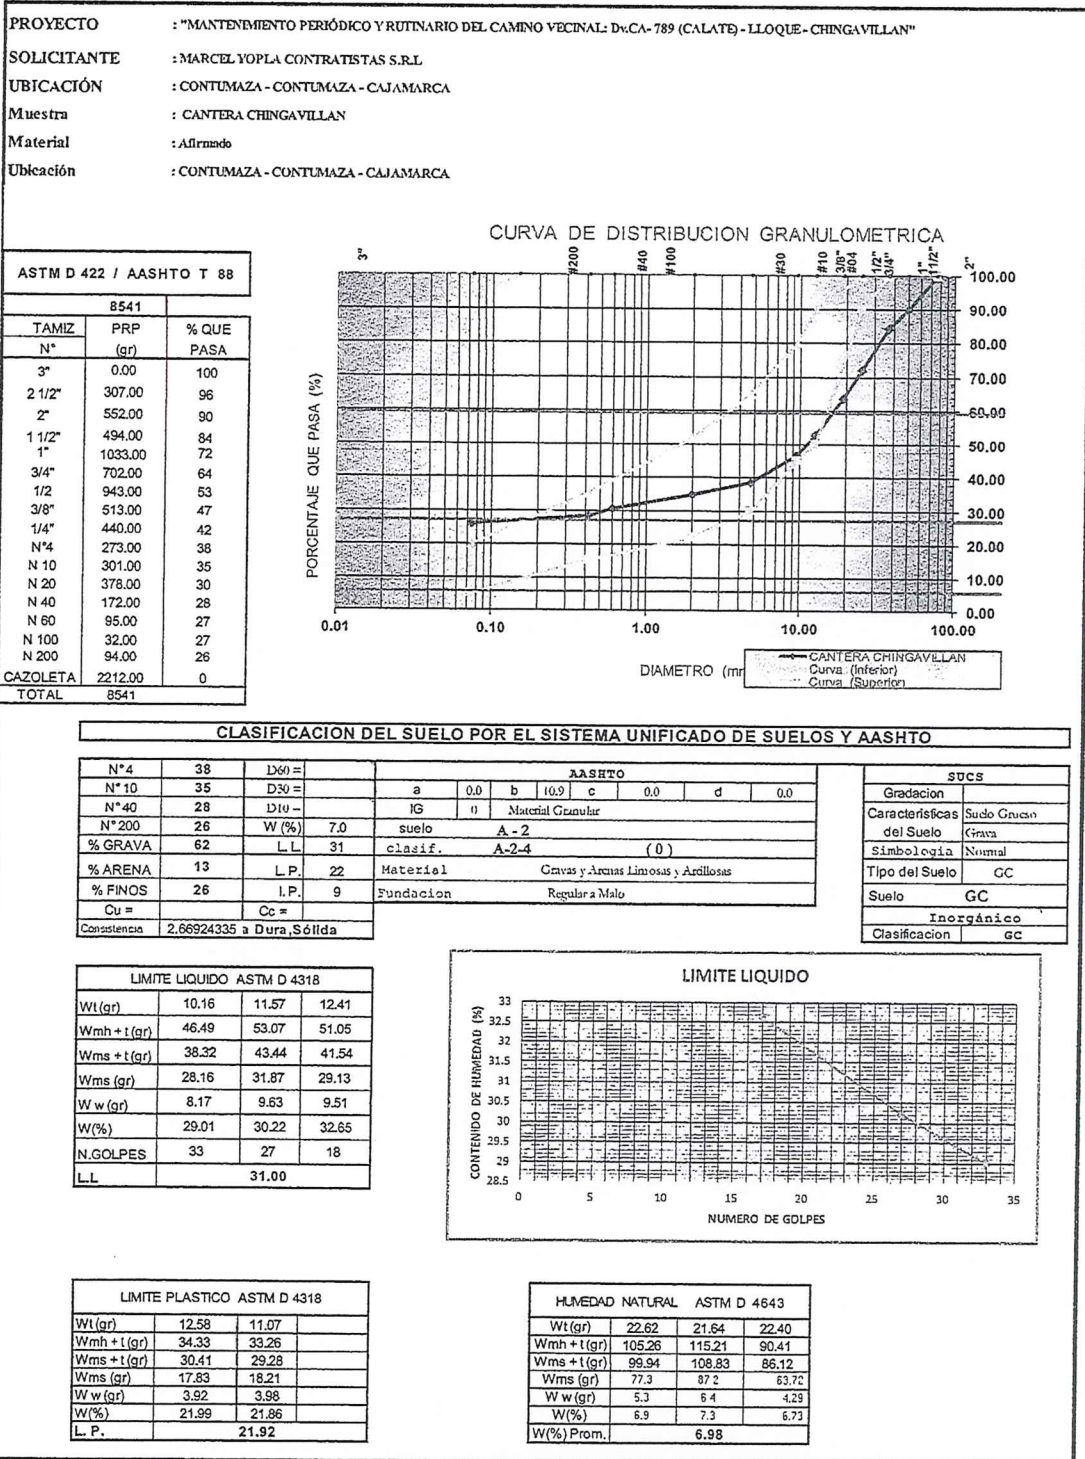 PROYECTO : "MANTENIMIENTO PERIÓDICO Y RUTINARIO DEL CAMINO VECINAL: Dv.CA- 789 (CALATE) - LLOQUE - CHINGAVILLAN"
SOLICITANTE : MARCEL YOPLA CONTRATISTAS S.R.L
UBICACIÓN : CONTUMAZA - CONTUMAZA - CAJAMARCA
Muestra : CANTERA CHINGAVILLAN
Material : Afirmado
Ubicación : CONTUMAZA - CONTUMAZA - CAJAMARCA
ASTM D 422 / AASHTO T 88
8541
TAMIZ PRP % QUE
N° (gr) PASA
3" 0.00 100
2 1/2" 307.00 96
2" 552.00 90
1 1/2" 494.00 84
1" 1033.00 72
3/4" 702.00 64
1/2 943.00 53
3/8" 513.00 47
1/4" 440.00 42
N°4 273.00 38
N 10 301.00 35
N 20 378.00 30
N 40 172.00 28
N 60 95.00 27
N 100 32.00 27
N 200 94.00 26
CAZOLETA 2212.00 0
TOTAL 8541
CURVA DE DISTRIBUCION GRANULOMETRICA
3" #200 #40 #100 #30 #10 3/8" #04 1/2" 3/4" 1" 11/2" 2"
PORCENTAJE QUE PASA (%)
100.00
90.00
80.00
70.00
60.00
50.00
40.00
30.00
20.00
10.00
0.00
0.01 0.10 1.00 10.00 100.00
DIAMETRO (mr
CANTERA CHINGAVILLAN
Curva (Inferior)
Curva (Superior)
CLASIFICACION DEL SUELO POR EL SISTEMA UNIFICADO DE SUELOS Y AASHTO
N°4 38 D60 =
N° 10 35 D30 =
N°40 28 D10 –
N°200 26 W (%) 7.0
% GRAVA 62 L.L 31
% ARENA 13 L.P. 22
% FINOS 26 I.P. 9
Cu = Cc =
Consistencia 2.66924335 a Dura,Sólida
AASHTO
a 0.0 b 10.9 c 0.0 d 0.0
IG 0 Material Granular
suelo A - 2
clasif. A-2-4 ( 0 )
Material Gravas y Arenas Limosas y Arcillosas
Fundacion Regular a Malo
SUCS
Gradacion
Caracteristicas Suelo Grueso
del Suelo Grava
Simbologia Normal
Tipo del Suelo GC
Suelo GC
Inorgánico
Clasificacion GC
LIMITE LIQUIDO ASTM D 4318
Wt (gr) 10.16 11.57 12.41
Wmh + t (gr) 46.49 53.07 51.05
Wms + t (gr) 38.32 43.44 41.54
Wms (gr) 28.16 31.87 29.13
W w (gr) 8.17 9.63 9.51
W(%) 29.01 30.22 32.65
N.GOLPES 33 27 18
L.L 31.00
LIMITE LIQUIDO
CONTENIDO DE HUMEDAD (%)
33
32.5
32
31.5
31
30.5
30
29.5
29
28.5
0 5 10 15 20 25 30 35
NUMERO DE GOLPES
LIMITE PLASTICO ASTM D 4318
Wt (gr) 12.58 11.07
Wmh + t (gr) 34.33 33.26
Wms + t (gr) 30.41 29.28
Wms (gr) 17.83 18.21
W w (gr) 3.92 3.98
W(%) 21.99 21.86
L. P. 21.92
HUMEDAD NATURAL ASTM D 4643
Wt (gr) 22.62 21.64 22.40
Wmh + t (gr) 105.26 115.21 90.41
Wms + t (gr) 99.94 108.83 86.12
Wms (gr) 77.3 87 2 63.72
W w (gr) 5.3 6 4 4.29
W(%) 6.9 7.3 6.73
W(%) Prom. 6.98